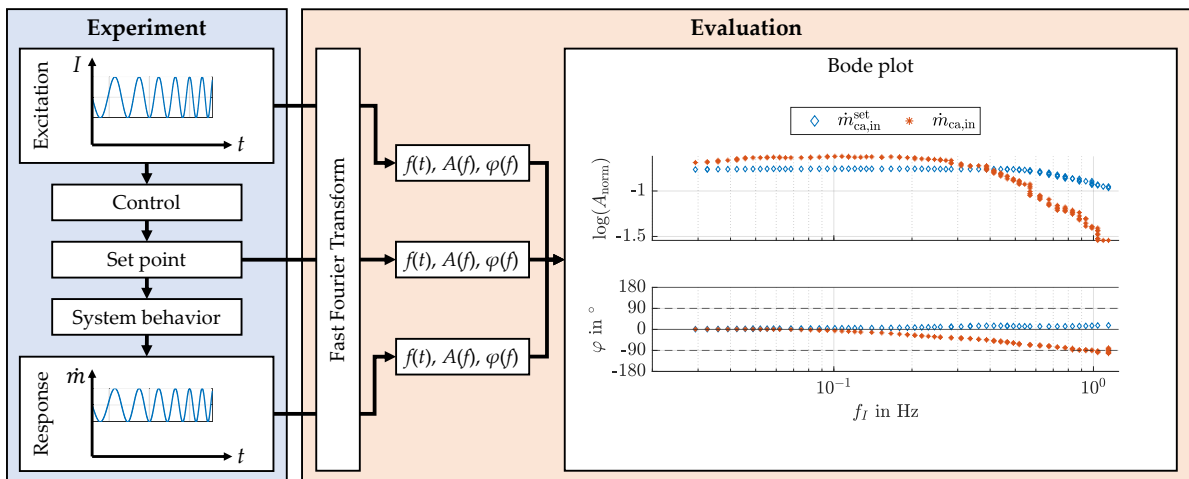 Experiment
Excitation
I
t
Control
Set point
System behavior
Response
ṁ
t
Evaluation
Fast Fourier Transform
f(t), A(f), φ(f)
f(t), A(f), φ(f)
f(t), A(f), φ(f)
Bode plot
ṁ^set_ca,in ṁ_ca,in
log(A_norm)
-1
-1.5
φ in °
180
90
0
-90
-180
10^-1 10^0
f_I in Hz